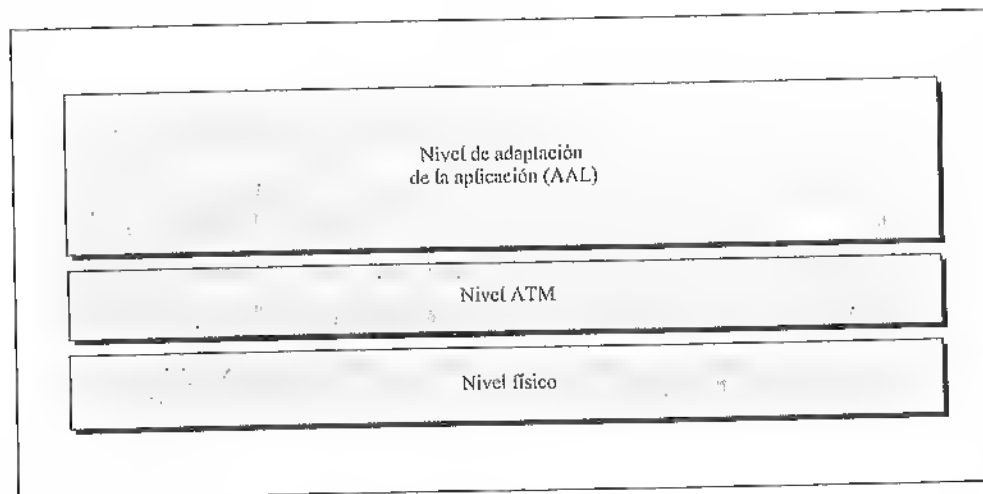 Nivel de adaptación
de la aplicación (AAL)
Nivel ATM
Nivel físico